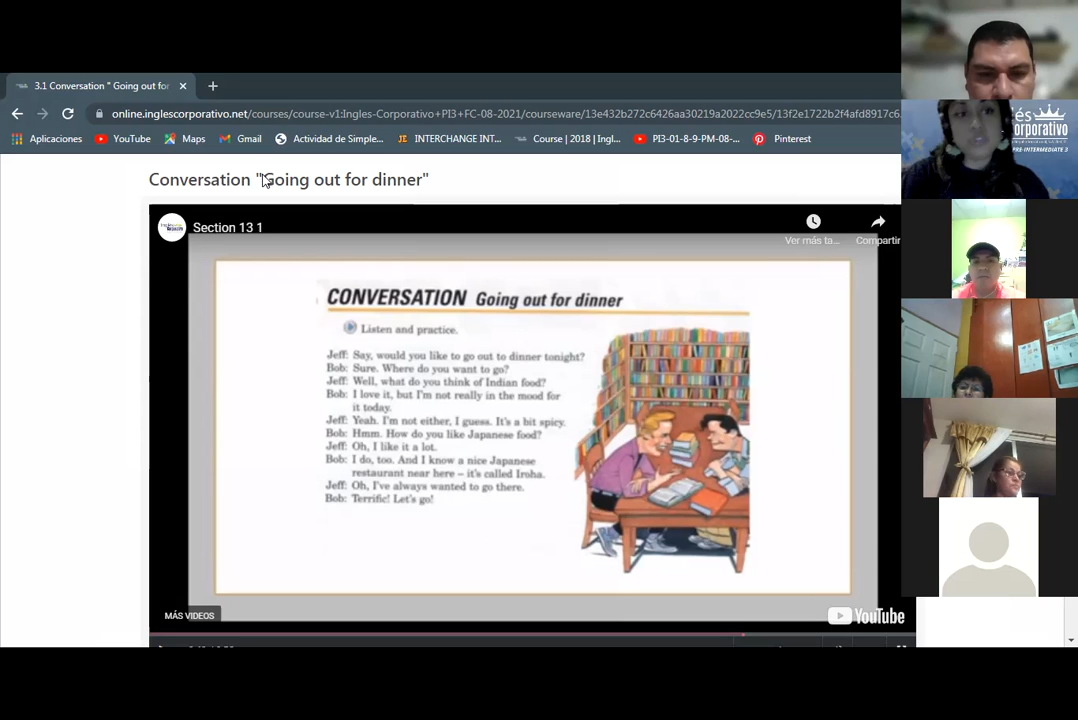 3.1 Conversation " Going out for
online.inglescorporativo.net/courses/course-v1:Ingles-Corporativo+PI3+FC-08-2021/courseware/13e432b272c6426aa30219a2022cc9e5/13f2e1722b2f4afd8917c6
Aplicaciones YouTube Maps Gmail Actividad de Simple... INTERCHANGE INT... Course | 2018 | Ingl... PI3-01-8-9-PM-08-... Pinterest
és
orporativo
PRE-INTERMEDIATE 3
Conversation "Going out for dinner"
Section 13 1
Ver más ta... Compartir
CONVERSATION Going out for dinner
Listen and practice.
Jeff: Say, would you like to go out to dinner tonight?
Bob: Sure. Where do you want to go?
Jeff: Well, what do you think of Indian food?
Bob: I love it, but I'm not really in the mood for
it today.
Jeff: Yeah. I'm not either, I guess. It's a bit spicy.
Bob: Hmm. How do you like Japanese food?
Jeff: Oh, I like it a lot.
Bob: I do, too. And I know a nice Japanese
restaurant near here – it's called Iroha.
Jeff: Oh, I've always wanted to go there.
Bob: Terrific! Let's go!
MÁS VIDEOS
YouTube